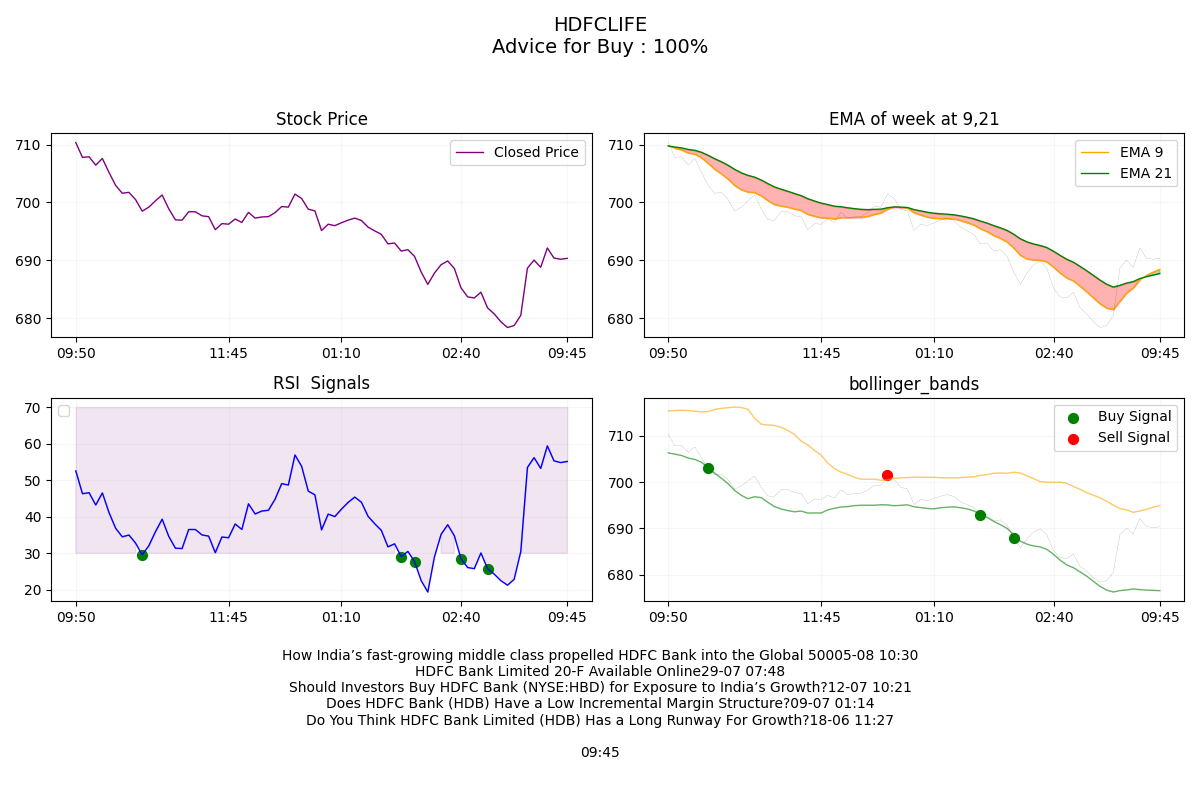 HDFCLIFE
Advice for Buy : 100%
Stock Price
710
700
690
680
Closed Price
09:50 11:45 01:10 02:40 09:45
EMA of week at 9,21
710
700
690
680
EMA 9
EMA 21
09:50 11:45 01:10 02:40 09:45
RSI  Signals
70
60
50
40
30
20
09:50 11:45 01:10 02:40 09:45
bollinger_bands
710
700
690
680
Buy Signal
Sell Signal
09:50 11:45 01:10 02:40 09:45
How India’s fast-growing middle class propelled HDFC Bank into the Global 50005-08 10:30
HDFC Bank Limited 20-F Available Online29-07 07:48
Should Investors Buy HDFC Bank (NYSE:HBD) for Exposure to India’s Growth?12-07 10:21
Does HDFC Bank (HDB) Have a Low Incremental Margin Structure?09-07 01:14
Do You Think HDFC Bank Limited (HDB) Has a Long Runway For Growth?18-06 11:27
09:45